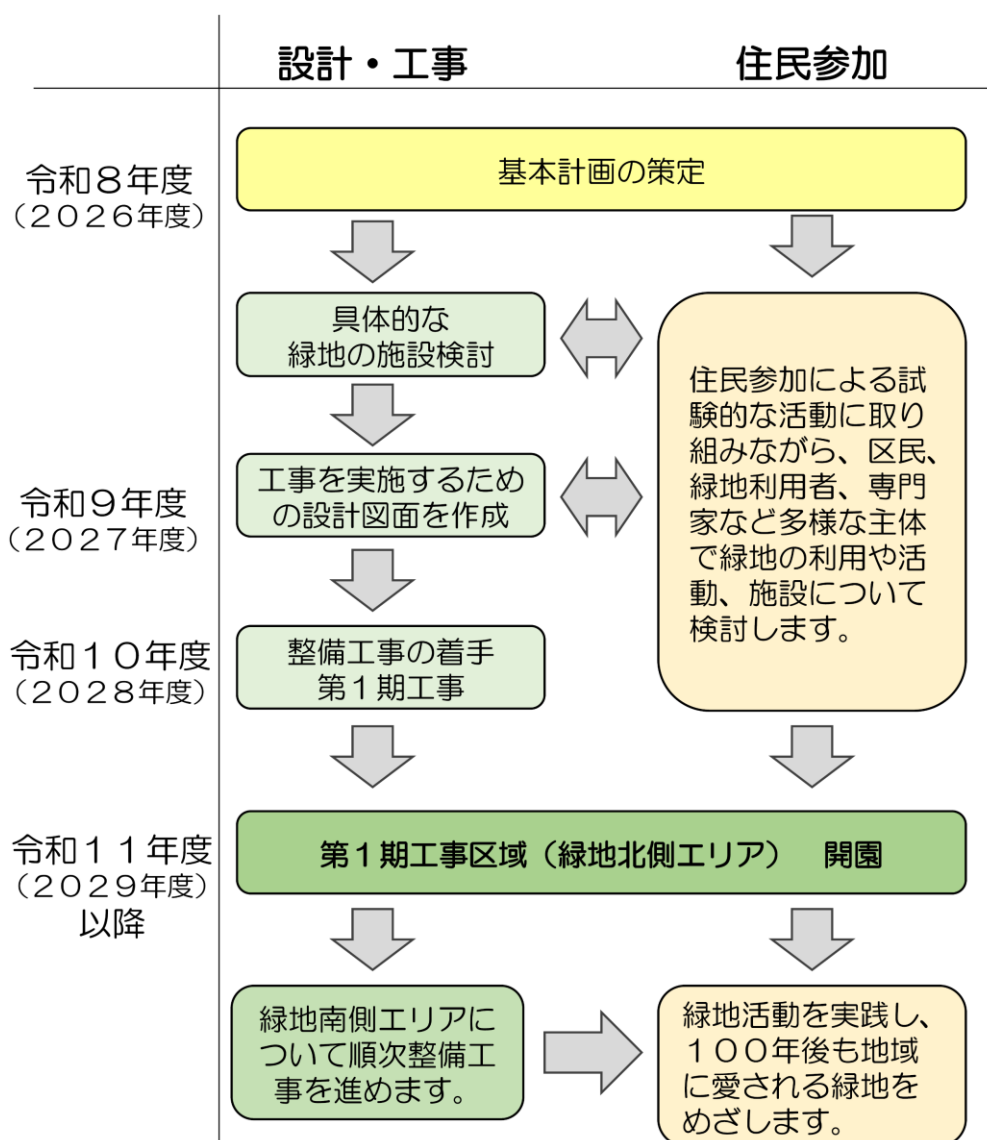 設計・工事
住民参加
令和８年度
（２０２６年度）
基本計画の策定
具体的な
緑地の施設検討
住民参加による試
験的な活動に取り
組みながら、区民、
緑地利用者、専門
家など多様な主体
で緑地の利用や活
動、施設について
検討します。
令和９年度
（２０２７年度）
工事を実施するため
の設計図面を作成
令和１０年度
（２０２８年度）
整備工事の着手
第１期工事
令和１１年度
（２０２９年度）
以降
第１期工事区域（緑地北側エリア）　開園
緑地南側エリアに
ついて順次整備工
事を進めます。
緑地活動を実践し、
１００年後も地域
に愛される緑地を
めざします。